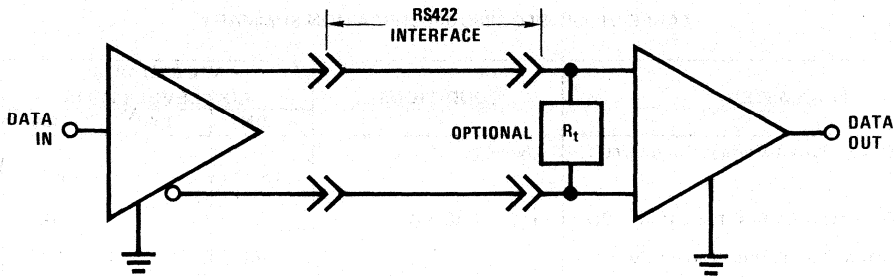 RS422
INTERFACE
DATA
IN
OPTIONAL
Rt
DATA
OUT